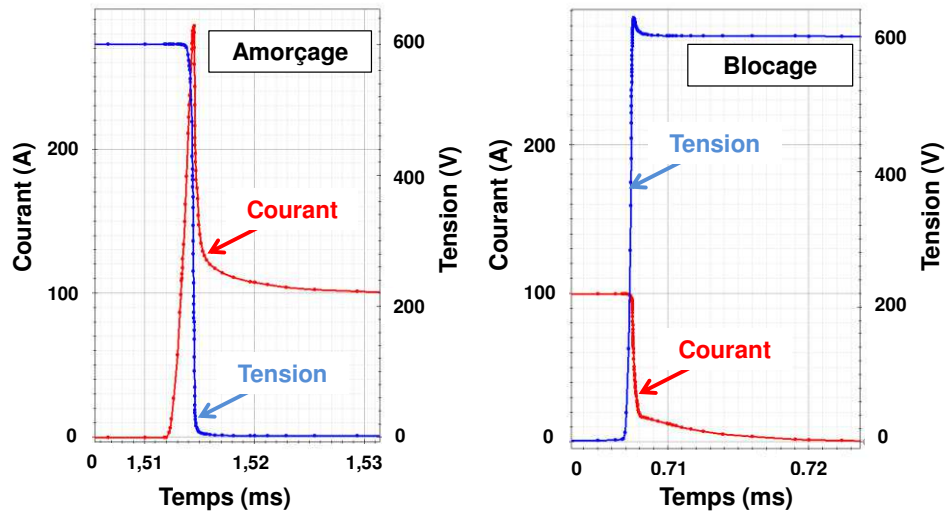 Amorçage
Courant (A)
200
100
0
0
1,51
1,52
1,53
Temps (ms)
600
400
200
0
Tension (V)
Courant
Tension
Blocage
Courant (A)
200
100
0
0
0.71
0.72
Temps (ms)
600
400
200
0
Tension (V)
Tension
Courant